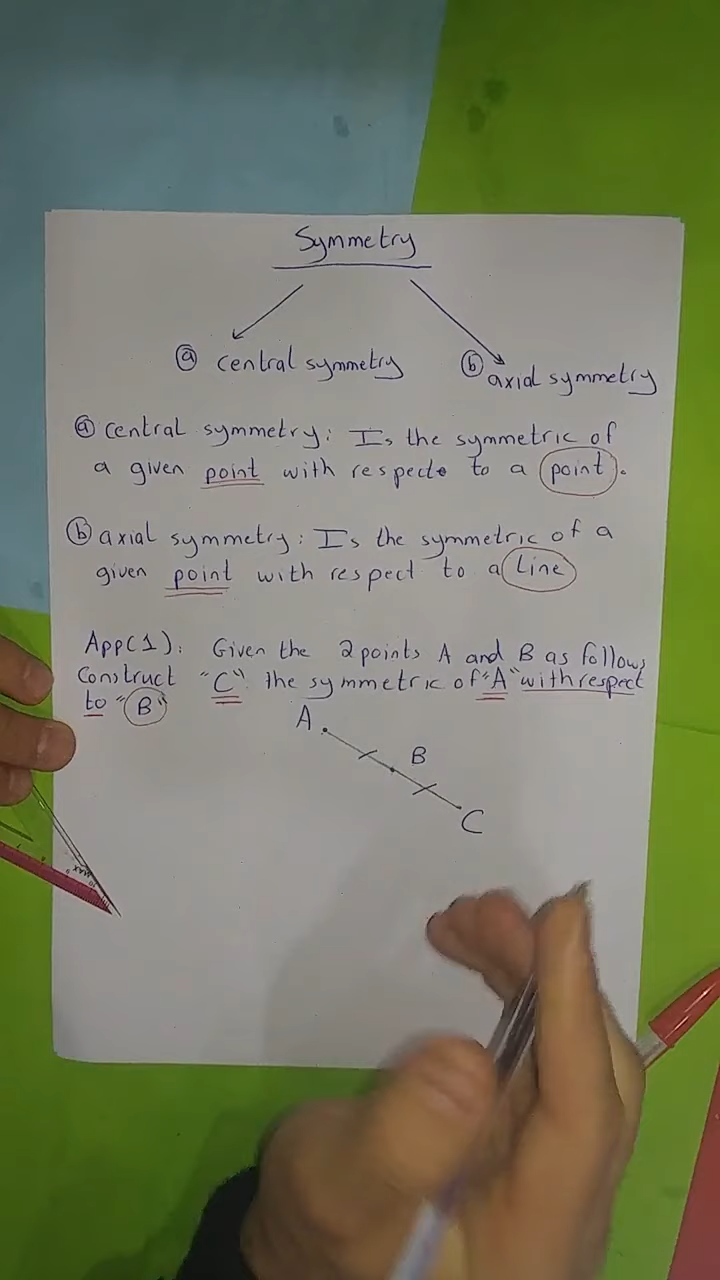 Symmetry
ⓐ central symmetry
ⓑ axial symmetry
ⓐ central symmetry: Is the symmetric of
a given point with respecte to a point.
ⓑ axial symmetry: Is the symmetric of a
given point with respect to a Line
App(1): Given the 2 points A and B as follows,
Construct "C": the symmetric of "A" with respect
to "B"
A
B
C
MAX